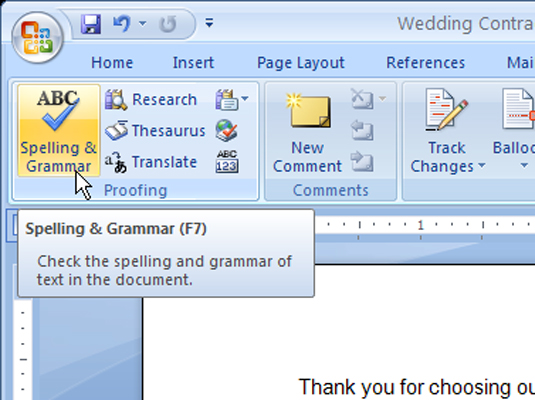 Wedding Contra
Home Insert Page Layout References Mai
ABC
Spelling &
Grammar
Research
Thesaurus
Translate
ABC
123
Proofing
New
Comment
Comments
Track
Changes
Balloo
Spelling & Grammar (F7)
Check the spelling and grammar of
text in the document.
1
Thank you for choosing ou